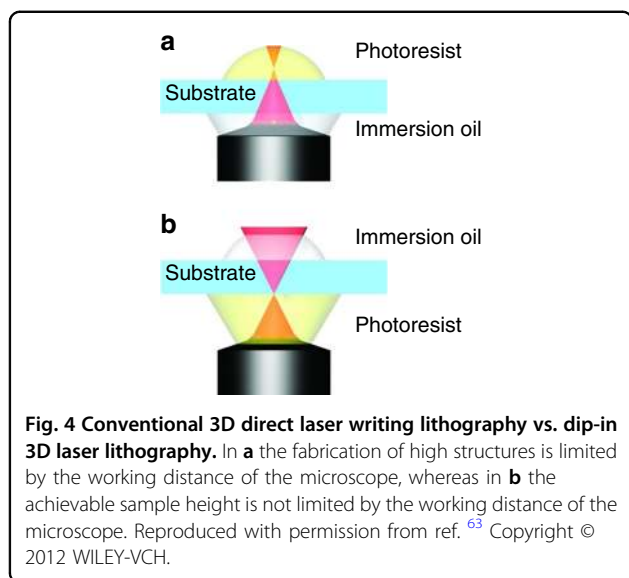 a
Photoresist
Substrate
Immersion oil
b
Immersion oil
Substrate
Photoresist
Fig. 4 Conventional 3D direct laser writing lithography vs. dip-in
3D laser lithography. In a the fabrication of high structures is limited
by the working distance of the microscope, whereas in b the
achievable sample height is not limited by the working distance of the
microscope. Reproduced with permission from ref. 63 Copyright ©
2012 WILEY-VCH.